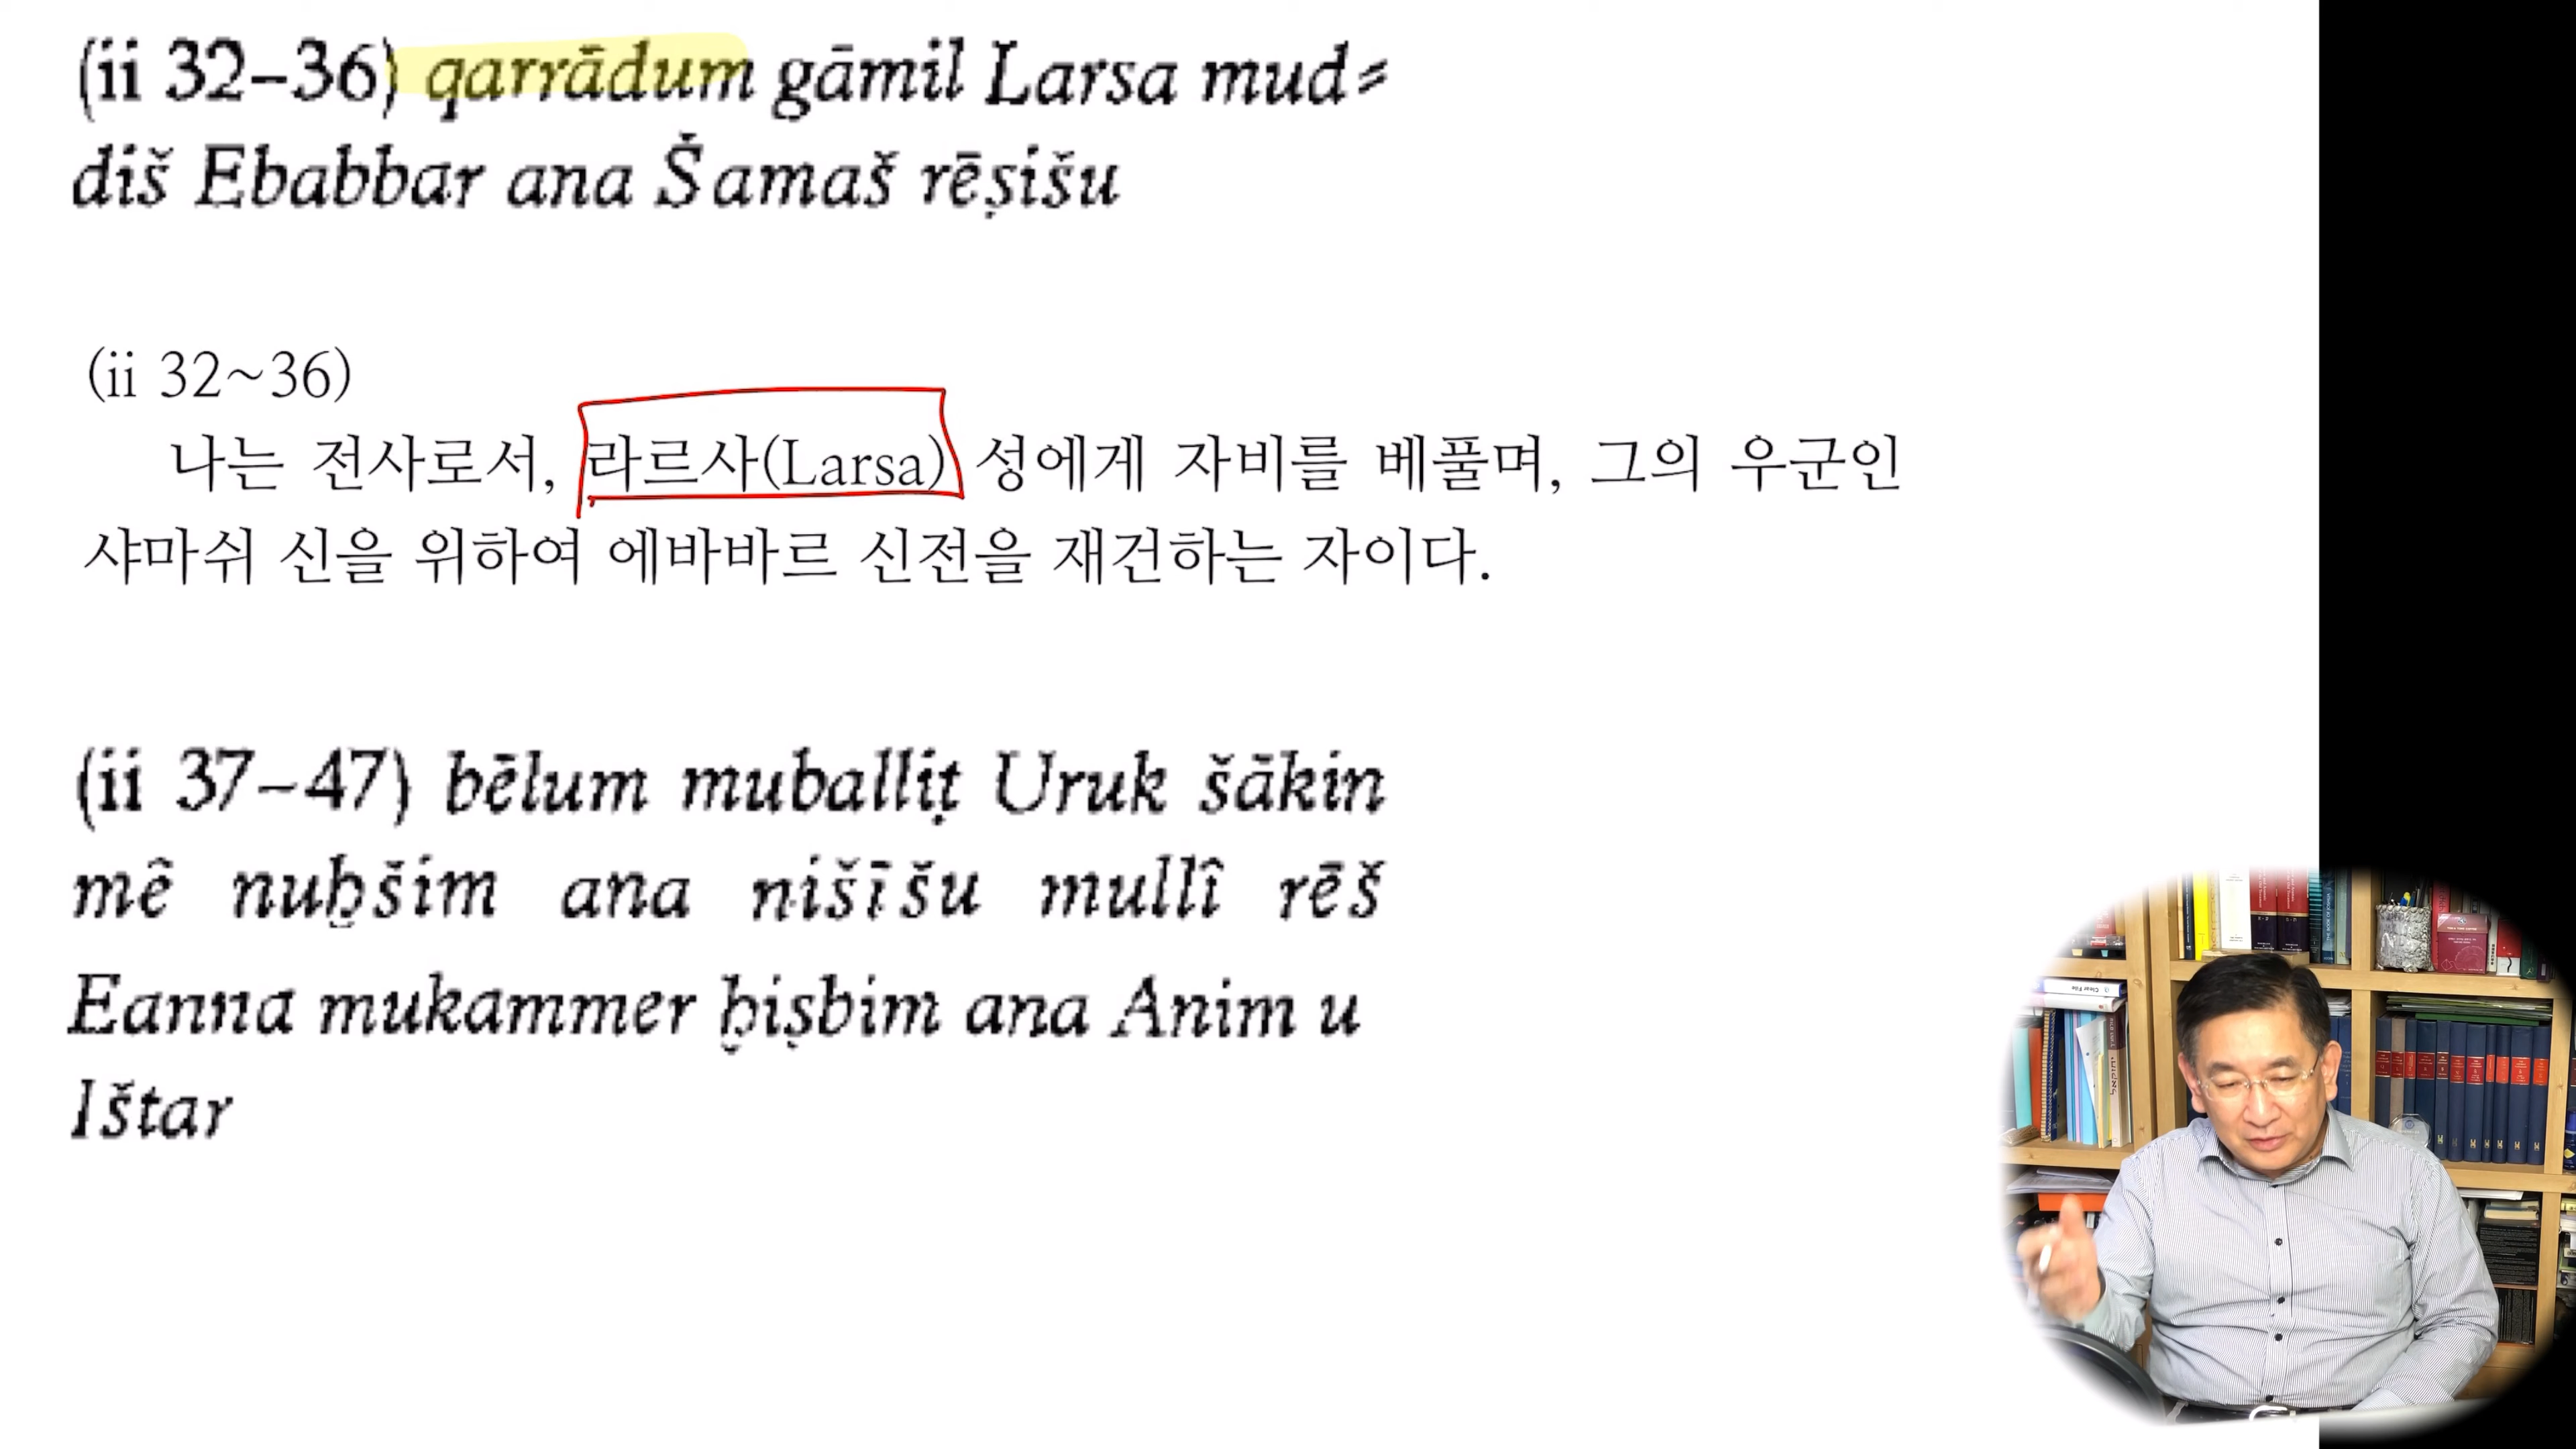 (ii 32–36) qarrādum gāmil Larsa mud⸗
diš Ebabbar ana Šamaš rēṣišu
(ii 32~36)
나는 전사로서, 라르사(Larsa) 성에게 자비를 베풀며, 그의 우군인
샤마쉬 신을 위하여 에바바르 신전을 재건하는 자이다.
(ii 37–47) bēlum muballiṭ Uruk šākin
mê nuḫšim ana nišīšu mullî rēš
Eanna mukammer ḫiṣbim ana Anim u
Ištar